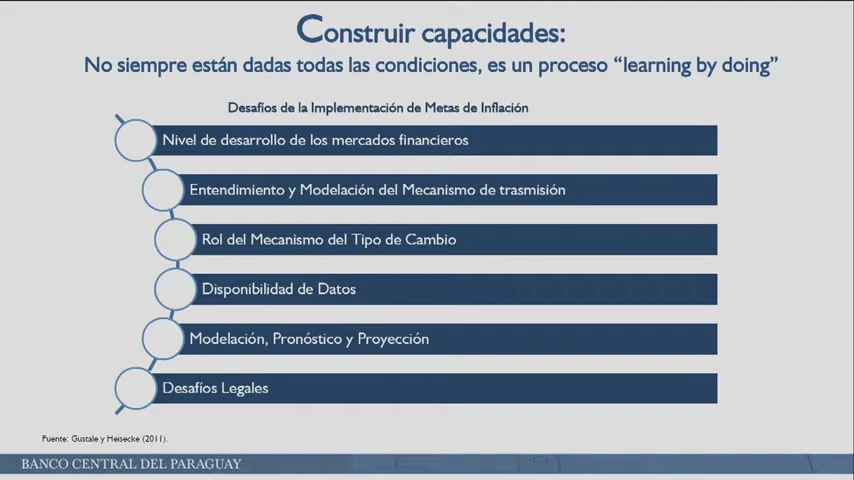 Construir capacidades:
No siempre están dadas todas las condiciones, es un proceso “learning by doing”
Desafíos de la Implementación de Metas de Inflación
Nivel de desarrollo de los mercados financieros
Entendimiento y Modelación del Mecanismo de trasmisión
Rol del Mecanismo del Tipo de Cambio
Disponibilidad de Datos
Modelación, Pronóstico y Proyección
Desafíos Legales
Fuente: Gustale y Heisecke (2011).
BANCO CENTRAL DEL PARAGUAY